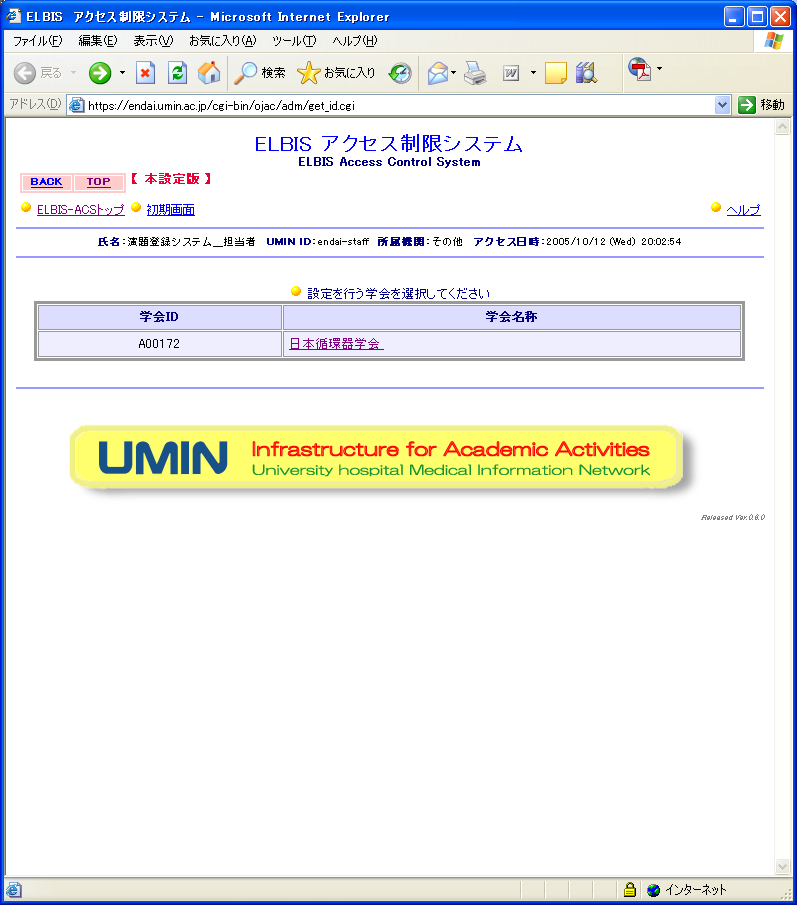 ELBIS アクセス制限システム - Microsoft Internet Explorer
ファイル(F) 編集(E) 表示(V) お気に入り(A) ツール(T) ヘルプ(H)
戻る 検索 お気に入り
アドレス(D) https://endai.umin.ac.jp/cgi-bin/ojac/adm/get_id.cgi 移動
ELBIS アクセス制限システム
ELBIS Access Control System
BACK TOP 【 本設定版 】
ELBIS-ACSトップ 初期画面 ヘルプ
氏名:演題登録システム__担当者 UMIN ID:endai-staff 所属機関:その他 アクセス日時:2005/10/12 (Wed) 20:02:54
設定を行う学会を選択してください
学会ID 学会名称
A00172 日本循環器学会
UMIN Infrastructure for Academic Activities
University hospital Medical Information Network
Released Ver.0.6.0
インターネット